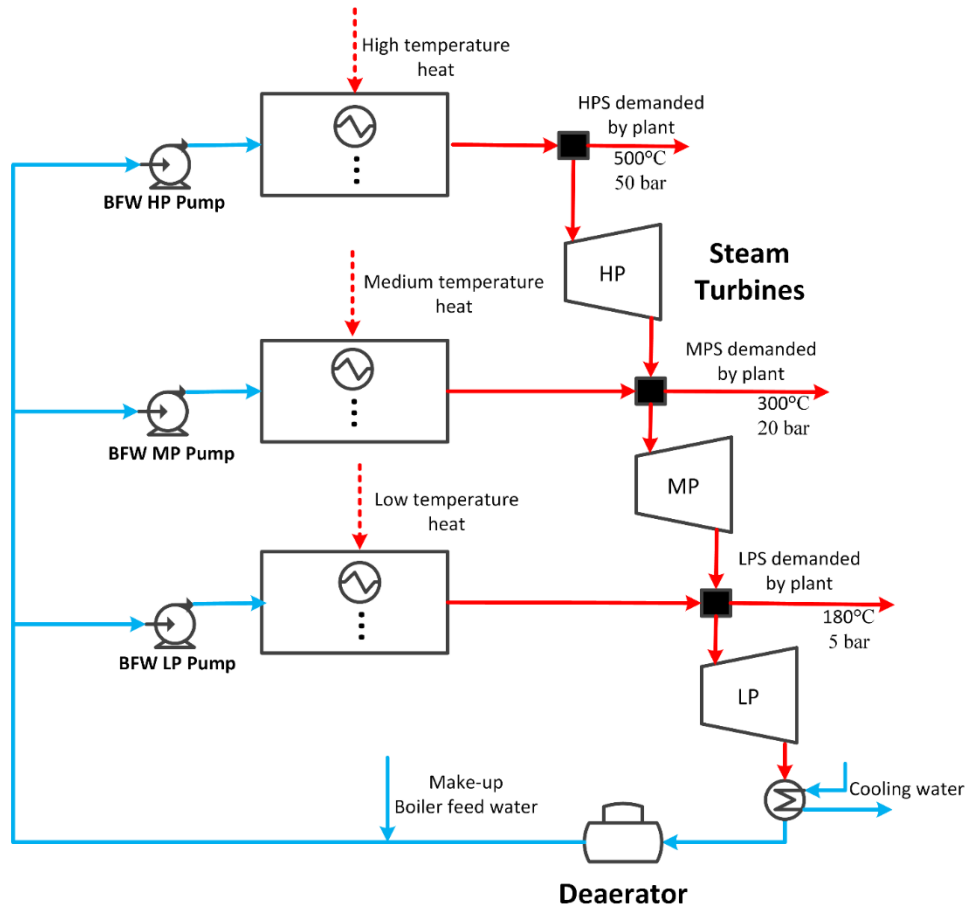 High temperature
heat
HPS demanded
by plant
500℃
50 bar
BFW HP Pump
HP
Steam
Turbines
Medium temperature
heat
MPS demanded
by plant
300℃
20 bar
BFW MP Pump
MP
Low temperature
heat
LPS demanded
by plant
180℃
5 bar
BFW LP Pump
LP
Make-up
Boiler feed water
Cooling water
Deaerator